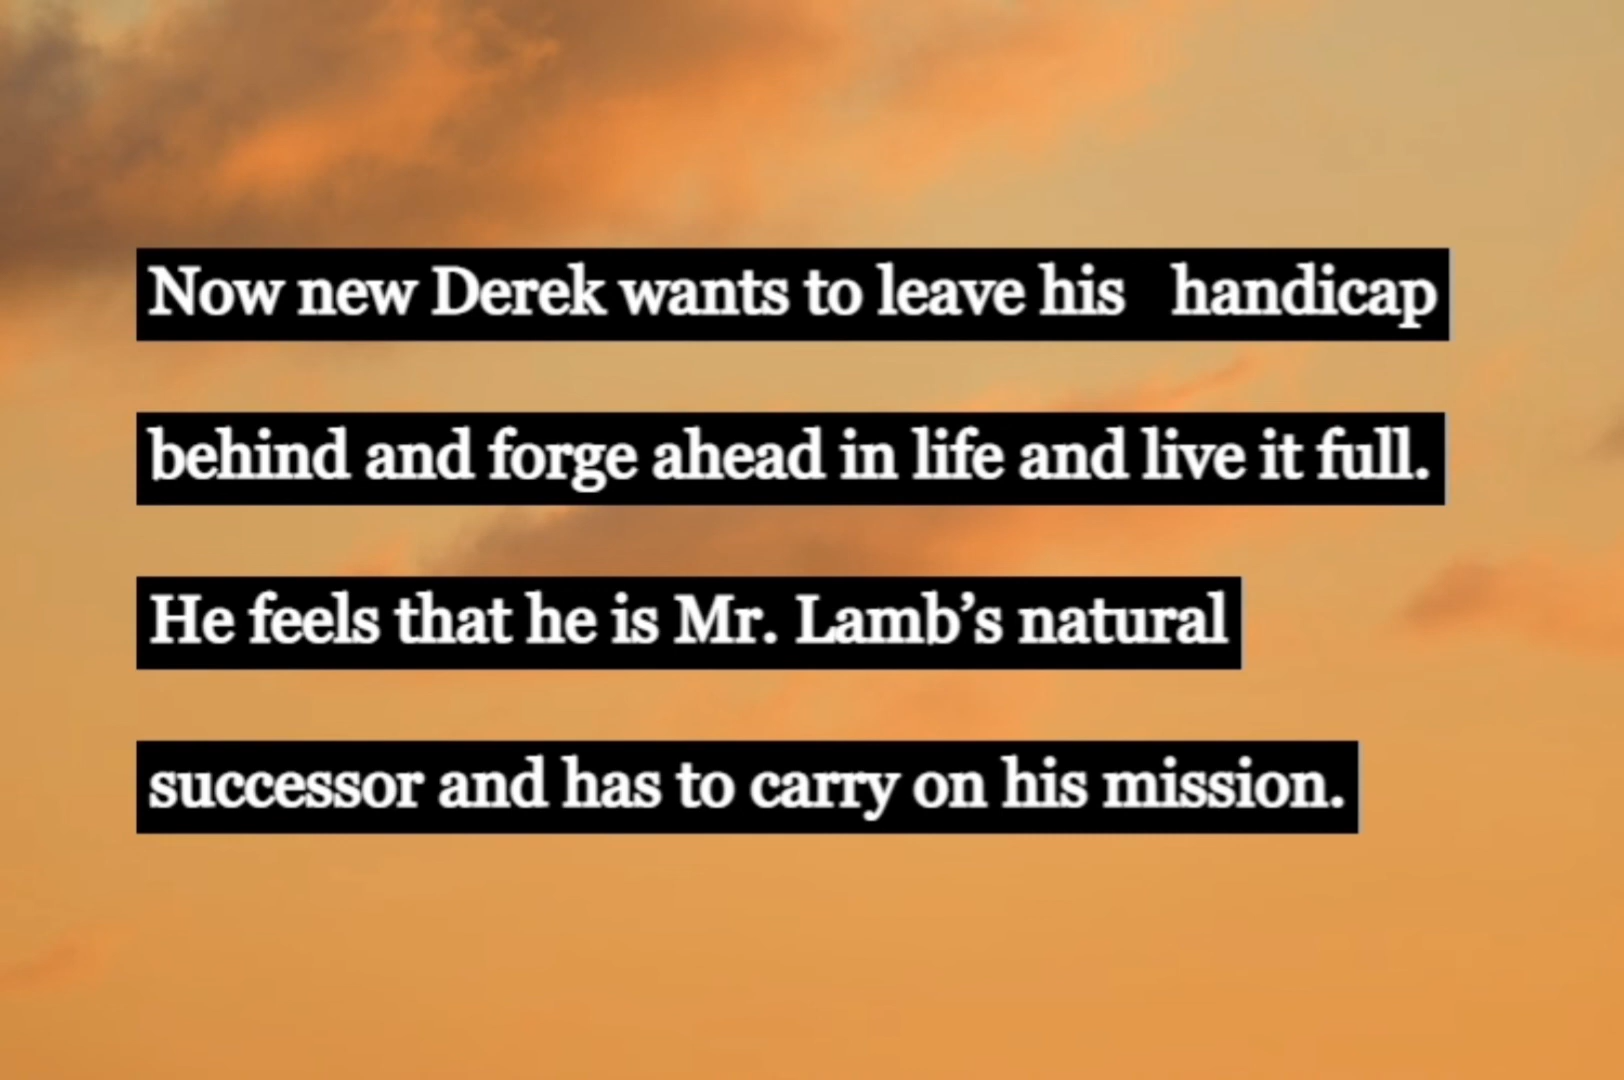 Now new Derek wants to leave his   handicap
behind and forge ahead in life and live it full.
He feels that he is Mr. Lamb’s natural
successor and has to carry on his mission.